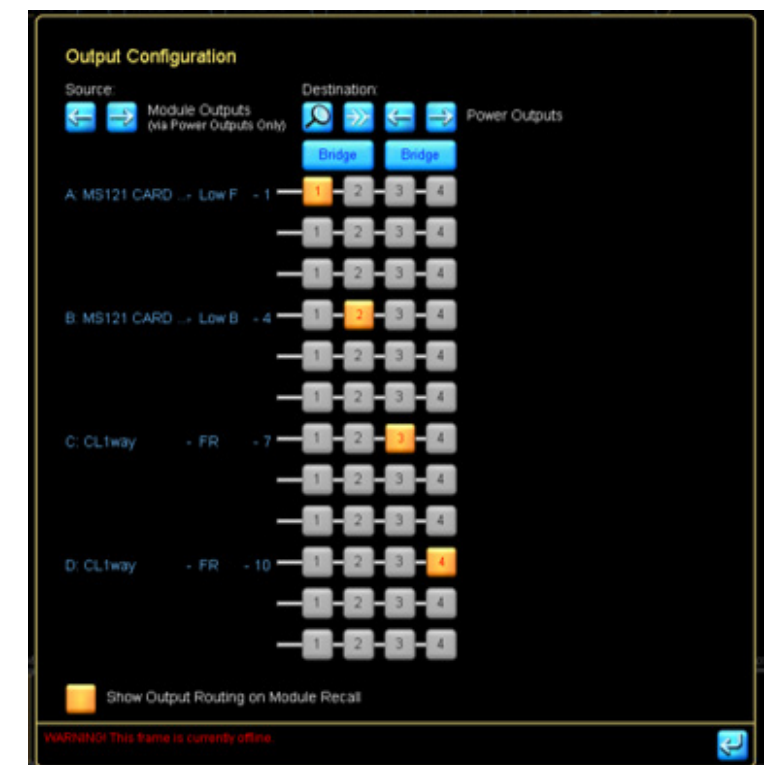 Output Configuration
Source: Destination:
Module Outputs
(via Power Outputs Only)
Power Outputs
Bridge Bridge
A: MS121 CARD ..- Low F - 1 1 2 3 4
1 2 3 4
1 2 3 4
B: MS121 CARD ..- Low B - 4 1 2 3 4
1 2 3 4
1 2 3 4
C: CL1way - FR - 7 1 2 3 4
1 2 3 4
1 2 3 4
D: CL1way - FR - 10 1 2 3 4
1 2 3 4
1 2 3 4
Show Output Routing on Module Recall
WARNING! This frame is currently offline.